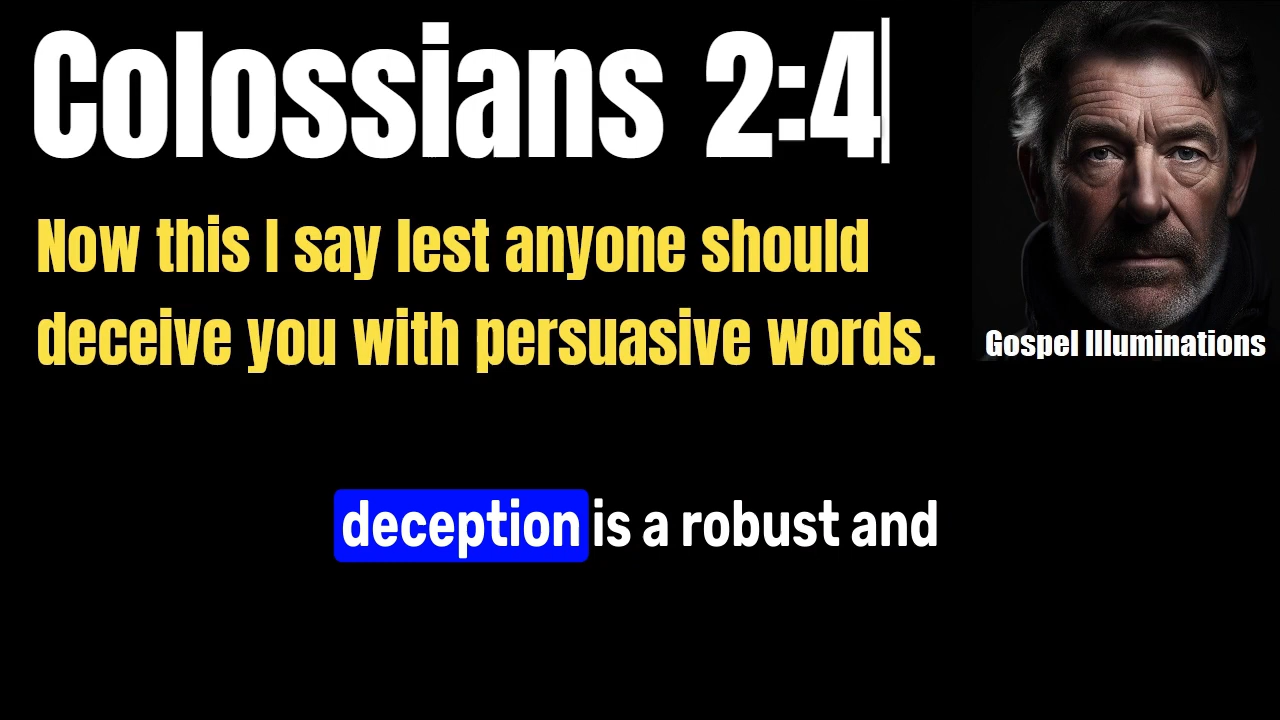 Colossians 2:4
Now this I say lest anyone should
deceive you with persuasive words.
Gospel Illuminations
deception is a robust and